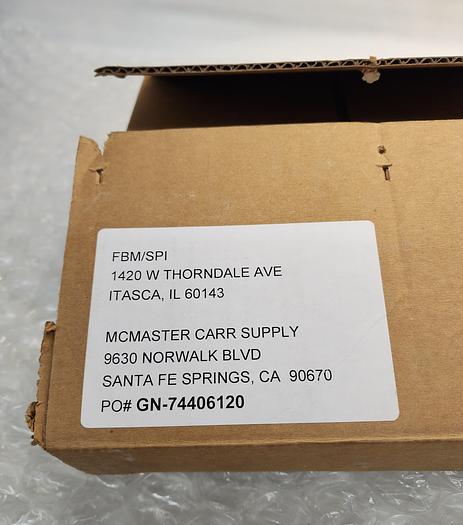 FBM/SPI
1420 W THORNDALE AVE
ITASCA, IL 60143
MCMASTER CARR SUPPLY
9630 NORWALK BLVD
SANTA FE SPRINGS, CA 90670
PO# GN-74406120